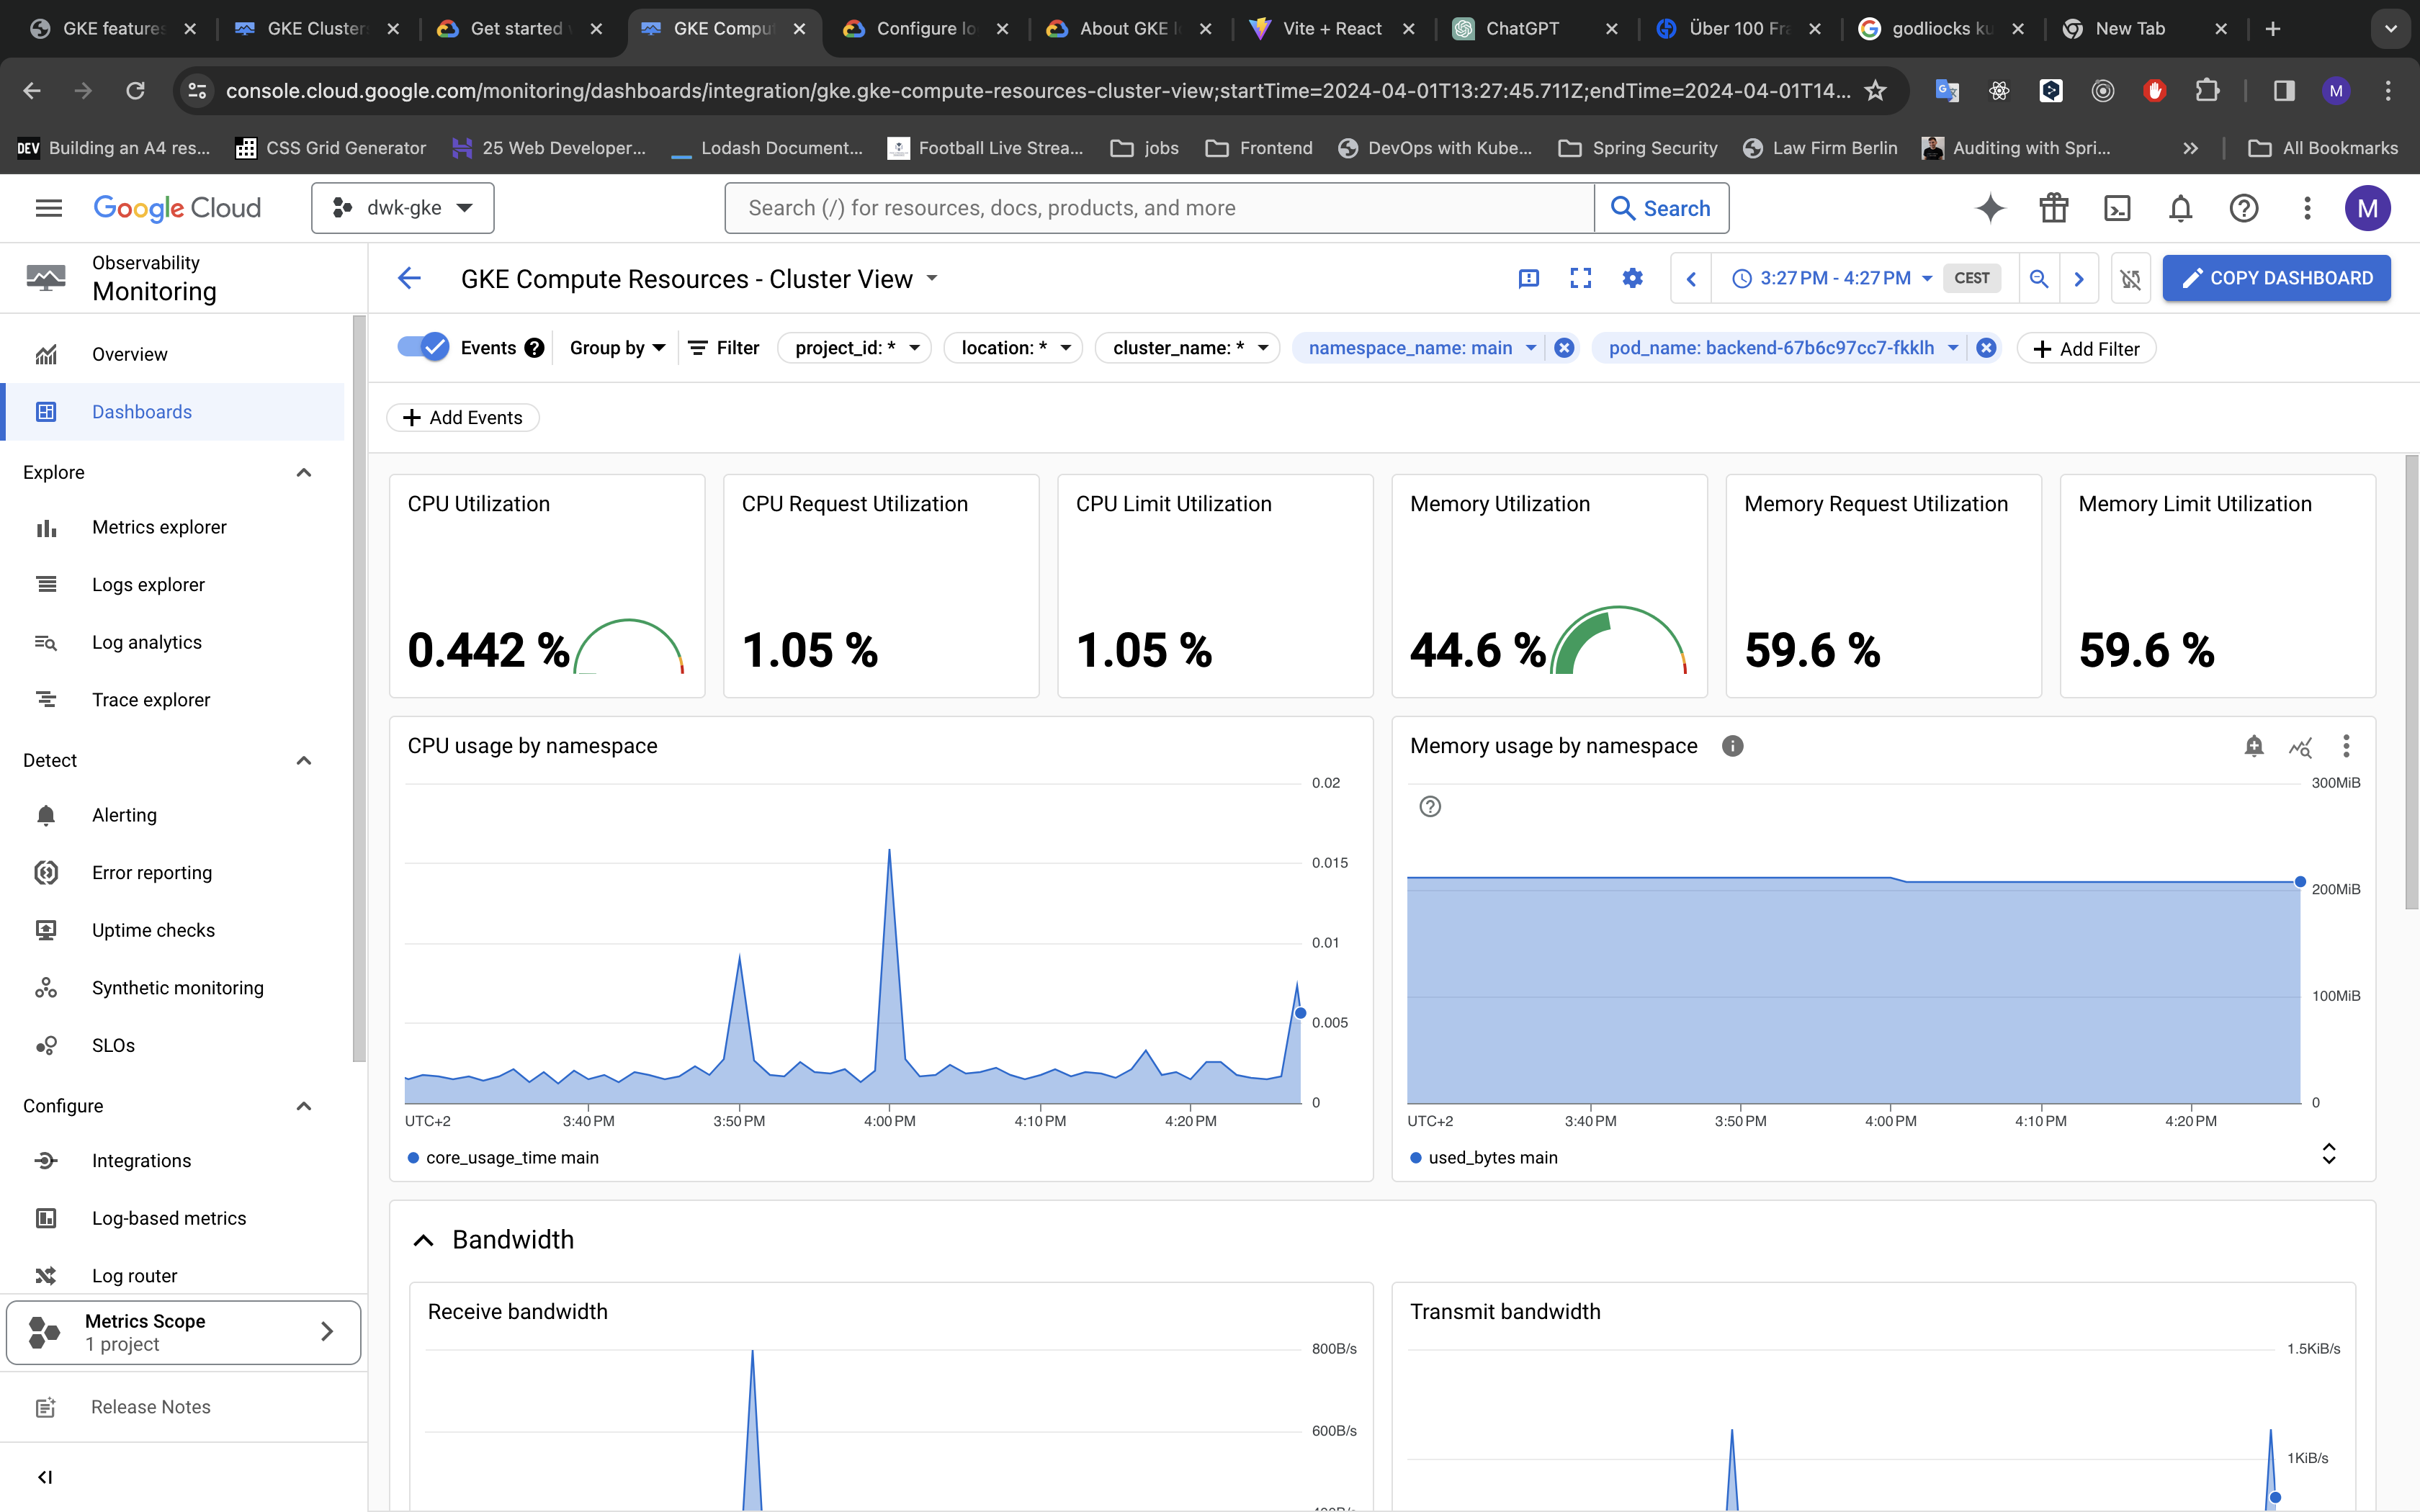 GKE features
GKE Cluster
Get started
GKE Comput
Configure lo
About GKE
Vite + React
ChatGPT
Über 100 Fra
godliocks ku
New Tab
console.cloud.google.com/monitoring/dashboards/integration/gke.gke-compute-resources-cluster-view;startTime=2024-04-01T13:27:45.711Z;endTime=2024-04-01T14...
M
DEV Building an A4 res...
CSS Grid Generator
25 Web Developer...
Lodash Document...
Football Live Strea...
jobs
Frontend
DevOps with Kube...
Spring Security
Law Firm Berlin
Auditing with Spri...
All Bookmarks
Google Cloud
dwk-gke
Search (/) for resources, docs, products, and more
Search
M
Observability
Monitoring
GKE Compute Resources - Cluster View
3:27 PM - 4:27 PM
CEST
COPY DASHBOARD
Overview
Dashboards
Explore
Metrics explorer
Logs explorer
Log analytics
Trace explorer
Detect
Alerting
Error reporting
Uptime checks
Synthetic monitoring
SLOs
Configure
Integrations
Log-based metrics
Log router
Metrics Scope
1 project
Release Notes
Events
Group by
Filter
project_id: *
location: *
cluster_name: *
namespace_name: main
pod_name: backend-67b6c97cc7-fkklh
Add Filter
Add Events
CPU Utilization
0.442 %
CPU Request Utilization
1.05 %
CPU Limit Utilization
1.05 %
Memory Utilization
44.6 %
Memory Request Utilization
59.6 %
Memory Limit Utilization
59.6 %
CPU usage by namespace
0.02
0.015
0.01
0.005
0
UTC+2
3:40 PM
3:50 PM
4:00 PM
4:10 PM
4:20 PM
core_usage_time main
Memory usage by namespace
300MiB
200MiB
100MiB
0
UTC+2
3:40 PM
3:50 PM
4:00 PM
4:10 PM
4:20 PM
used_bytes main
Bandwidth
Receive bandwidth
800B/s
600B/s
Transmit bandwidth
1.5KiB/s
1KiB/s